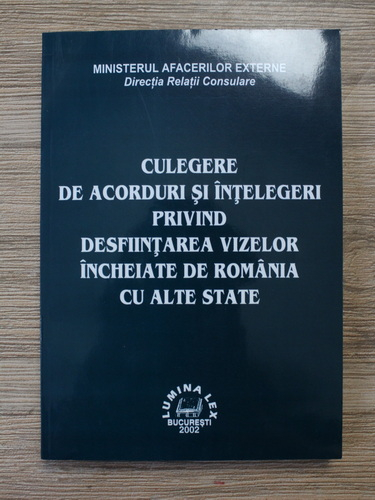 MINISTERUL AFACERILOR EXTERNE
Direcția Relații Consulare
CULEGERE
DE ACORDURI ȘI ÎNȚELEGERI
PRIVIND
DESFIINȚAREA VIZELOR
ÎNCHEIATE DE ROMÂNIA
CU ALTE STATE
LUMINA LEX
BUCUREȘTI
2002